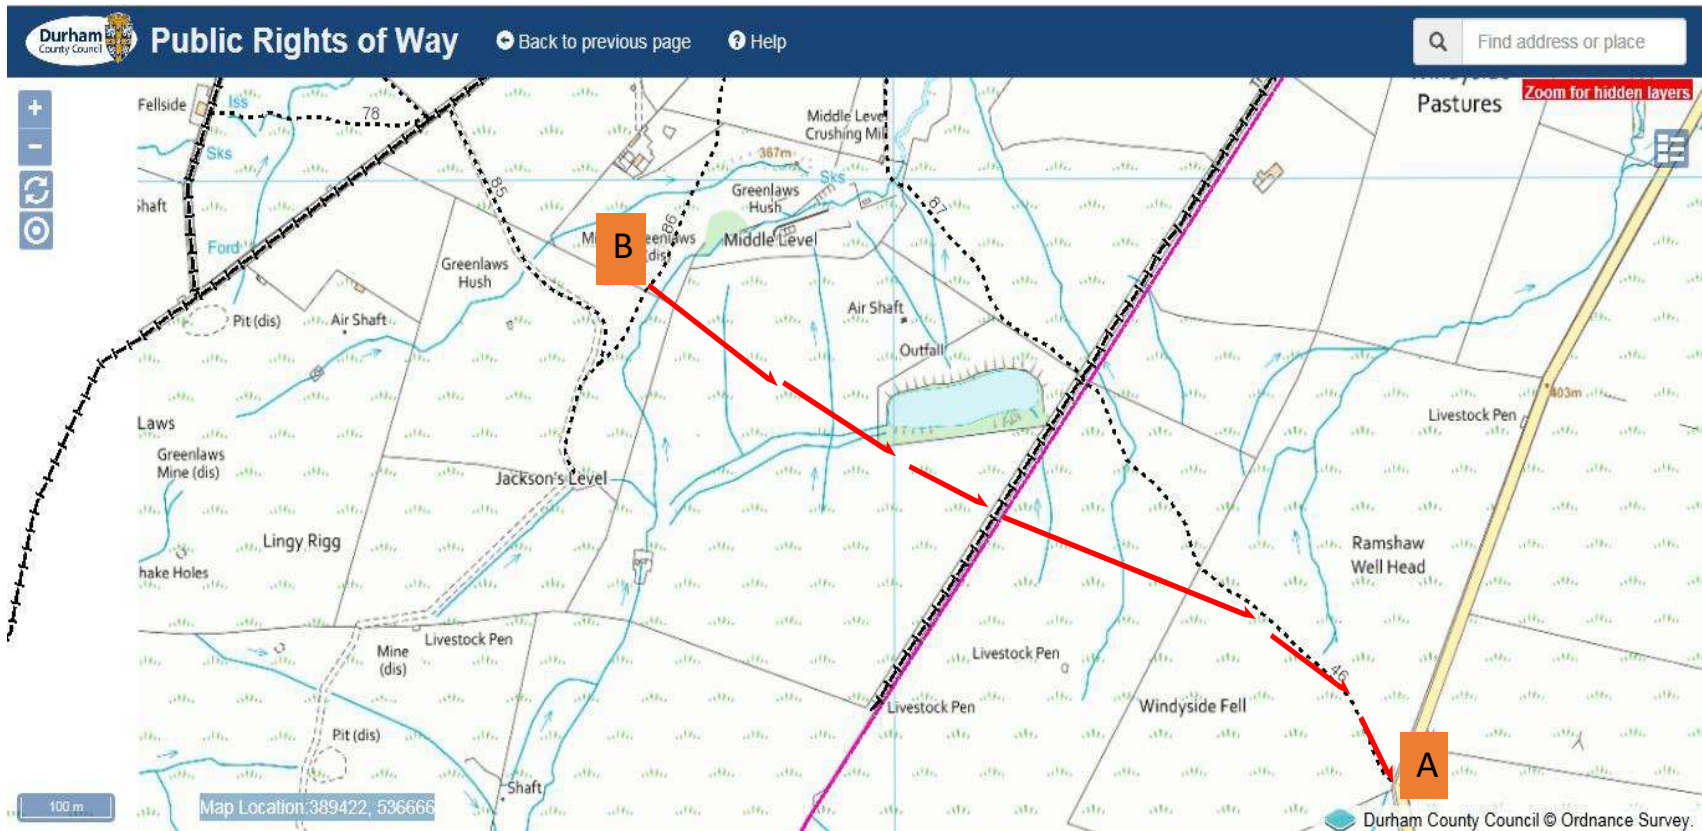 Durham
County Council
Public Rights of Way
Back to previous page
Help
Find address or place
Zoom for hidden layers
Pastures
Fellside
Iss
78
Sks
Ford
85
86
87
Middle Level
Crushing Mill
367m
Sks
Greenlaws
Hush
Middle Level
B
Greenlaws
Hush
Pit (dis)
Air Shaft
Air Shaft
Outfall
403m
Livestock Pen
Laws
Greenlaws
Mine (dis)
Jackson's Level
Lingy Rigg
hake Holes
Ramshaw
Well Head
Mine
(dis)
Livestock Pen
Livestock Pen
46
Livestock Pen
Windyside Fell
Pit (dis)
Shaft
A
100 m
Map Location:389422, 536666
Durham County Council © Ordnance Survey.